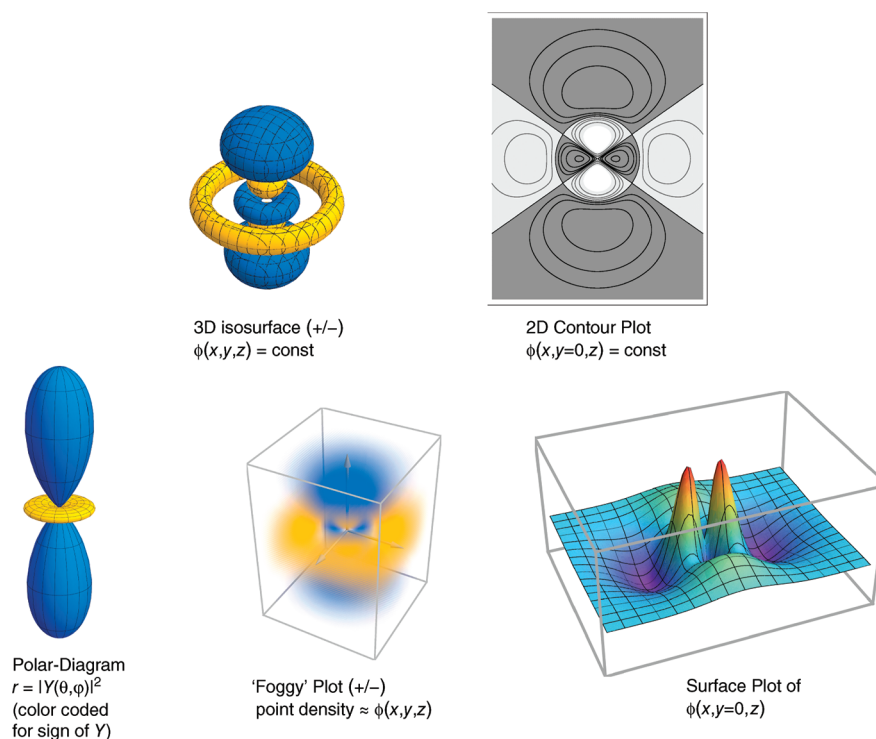 3D isosurface (+/–)
ϕ(x,y,z) = const
2D Contour Plot
ϕ(x,y=0,z) = const
Polar-Diagram
r = |Y(θ,φ)|²
(color coded
for sign of Y)
'Foggy' Plot (+/–)
point density ≈ ϕ(x,y,z)
Surface Plot of
ϕ(x,y=0,z)